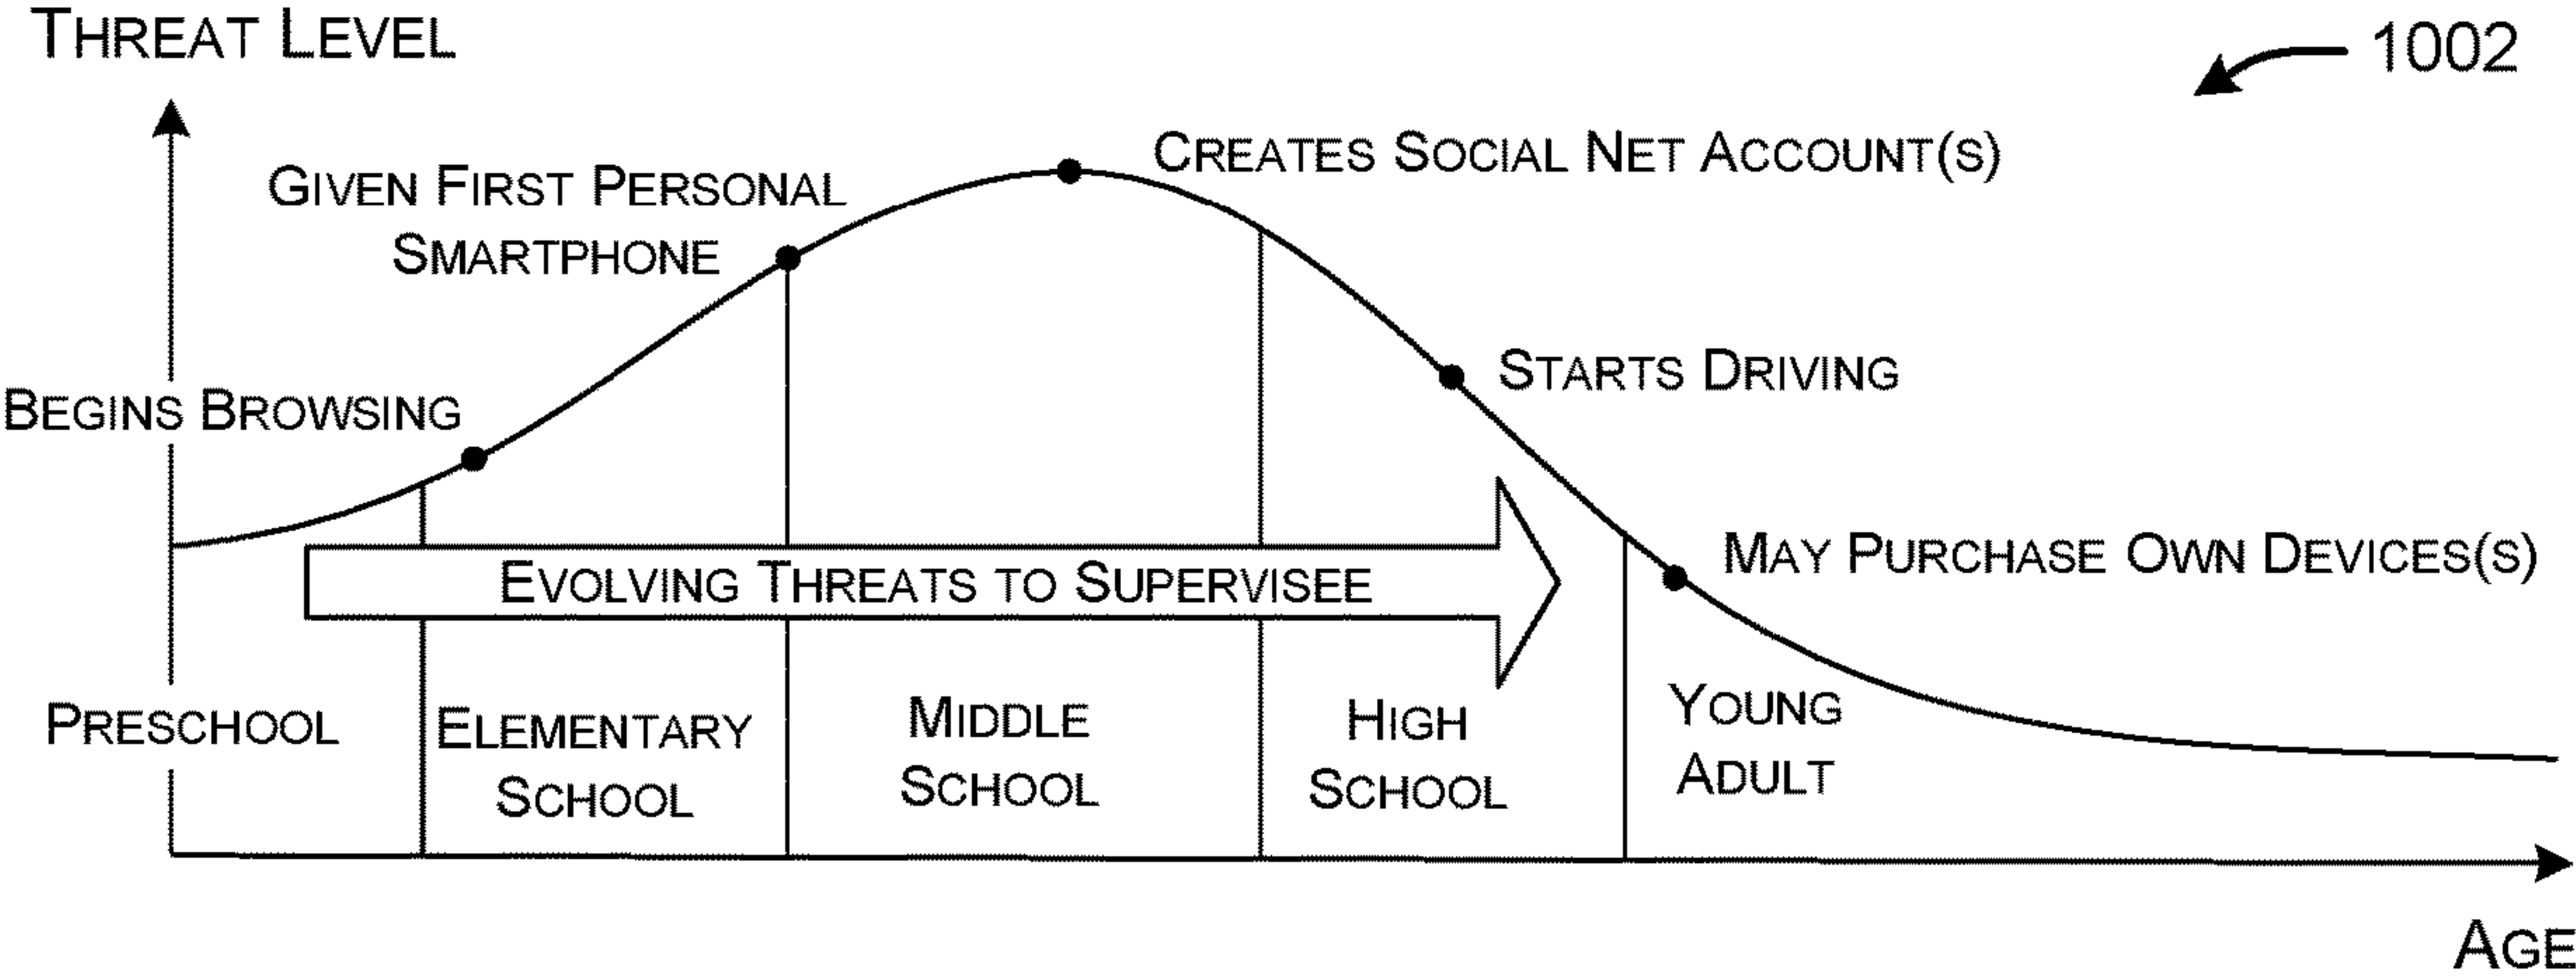 THREAT LEVEL
1002
CREATES SOCIAL NET ACCOUNT(S)
GIVEN FIRST PERSONAL
SMARTPHONE
STARTS DRIVING
BEGINS BROWSING
MAY PURCHASE OWN DEVICES(S)
EVOLVING THREATS TO SUPERVISEE
PRESCHOOL
ELEMENTARY
SCHOOL
MIDDLE
SCHOOL
HIGH
SCHOOL
YOUNG
ADULT
AGE